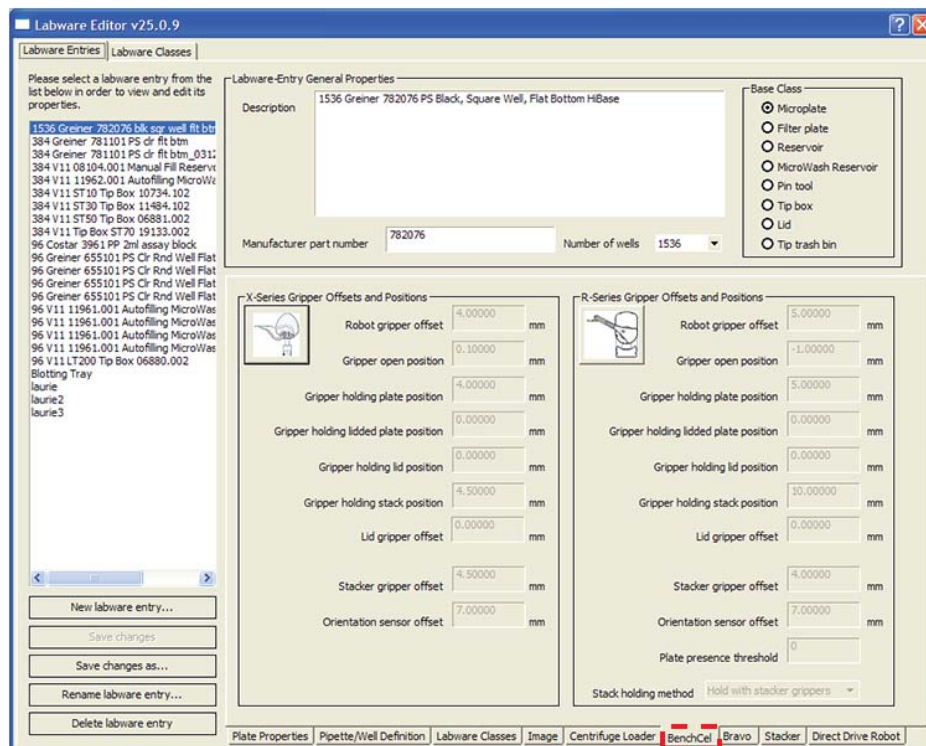 Labware Editor v25.0.9
Labware Entries
Labware Classes
Please select a labware entry from the
list below in order to view and edit its
properties.
1536 Greiner 782076 blk sqr well flt btm
384 Greiner 781101 PS clr flt btm
384 Greiner 781101 PS clr flt btm_0312
384 V11 08104.001 Manual Fill Reservo
384 V11 11962.001 Autofilling MicroWa
384 V11 ST10 Tip Box 10734.102
384 V11 ST30 Tip Box 11484.102
384 V11 ST50 Tip Box 06881.002
384 V11 Tip Box ST70 19133.002
96 Costar 3961 PP 2ml assay block
96 Greiner 655101 PS Clr Rnd Well Flat
96 Greiner 655101 PS Clr Rnd Well Flat
96 Greiner 655101 PS Clr Rnd Well Flat
96 Greiner 655101 PS Clr Rnd Well Flat
96 V11 11961.001 Autofilling MicroWas
96 V11 11961.001 Autofilling MicroWas
96 V11 11961.001 Autofilling MicroWas
96 V11 11961.001 Autofilling MicroWas
96 V11 LT200 Tip Box 06880.002
Blotting Tray
laurie
laurie2
laurie3
New labware entry...
Save changes
Save changes as...
Rename labware entry...
Delete labware entry
Labware-Entry General Properties
Description
1536 Greiner 782076 PS Black, Square Well, Flat Bottom HiBase
Manufacturer part number 782076
Number of wells 1536
Base Class
Microplate
Filter plate
Reservoir
MicroWash Reservoir
Pin tool
Tip box
Lid
Tip trash bin
X-Series Gripper Offsets and Positions
Robot gripper offset 4.00000 mm
Gripper open position 0.10000 mm
Gripper holding plate position 4.00000 mm
Gripper holding lidded plate position 0.00000 mm
Gripper holding lid position 0.00000 mm
Gripper holding stack position 4.50000 mm
Lid gripper offset 0.00000 mm
Stacker gripper offset 4.50000 mm
Orientation sensor offset 7.00000 mm
R-Series Gripper Offsets and Positions
Robot gripper offset 5.00000 mm
Gripper open position -1.00000 mm
Gripper holding plate position 5.00000 mm
Gripper holding lidded plate position 0.00000 mm
Gripper holding lid position 0.00000 mm
Gripper holding stack position 10.00000 mm
Lid gripper offset 0.00000 mm
Stacker gripper offset 4.00000 mm
Orientation sensor offset 7.00000 mm
Plate presence threshold 0
Stack holding method Hold with stacker grippers
Plate Properties
Pipette/Well Definition
Labware Classes
Image
Centrifuge Loader
BenchCel
Bravo
Stacker
Direct Drive Robot